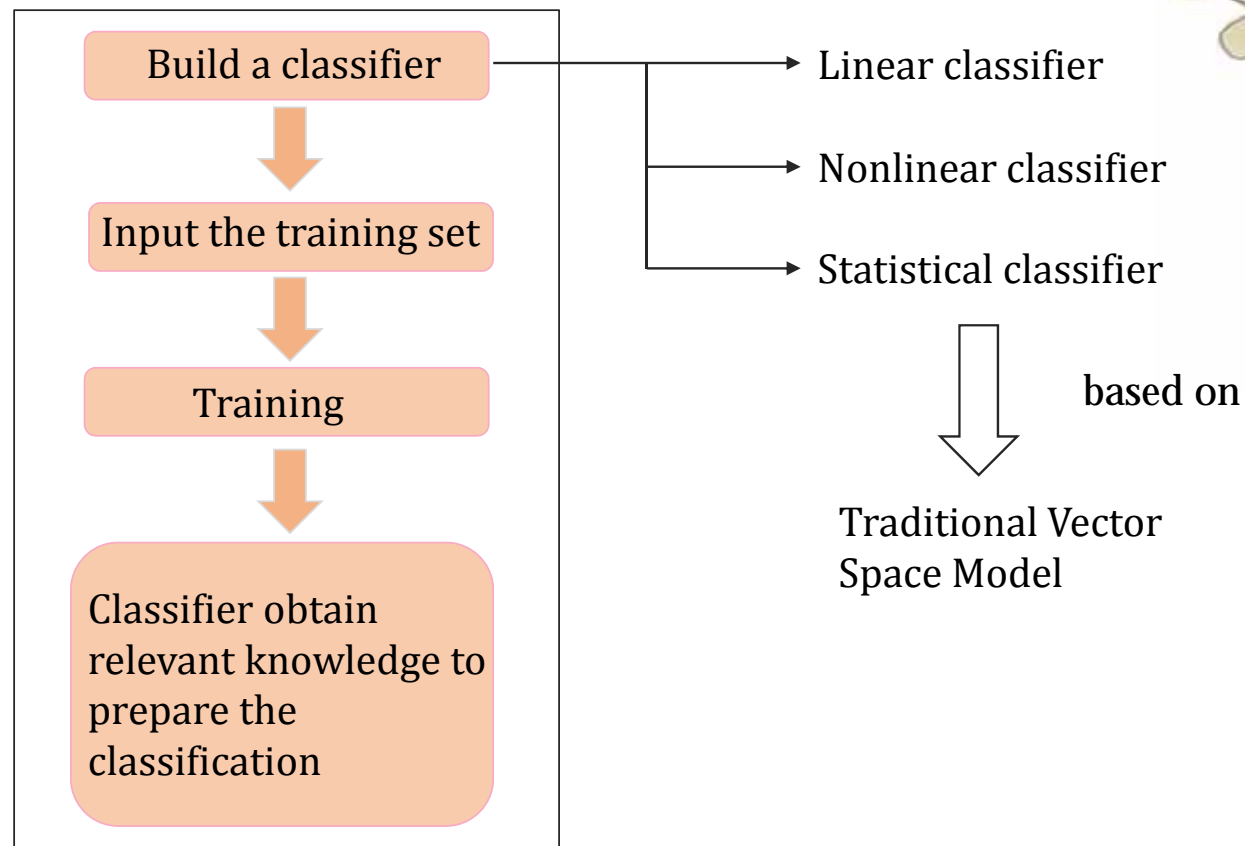 Build a classifier
Input the training set
Training
Classifier obtain
relevant knowledge to
prepare the
classification
Linear classifier
Nonlinear classifier
Statistical classifier
based on
Traditional Vector
Space Model